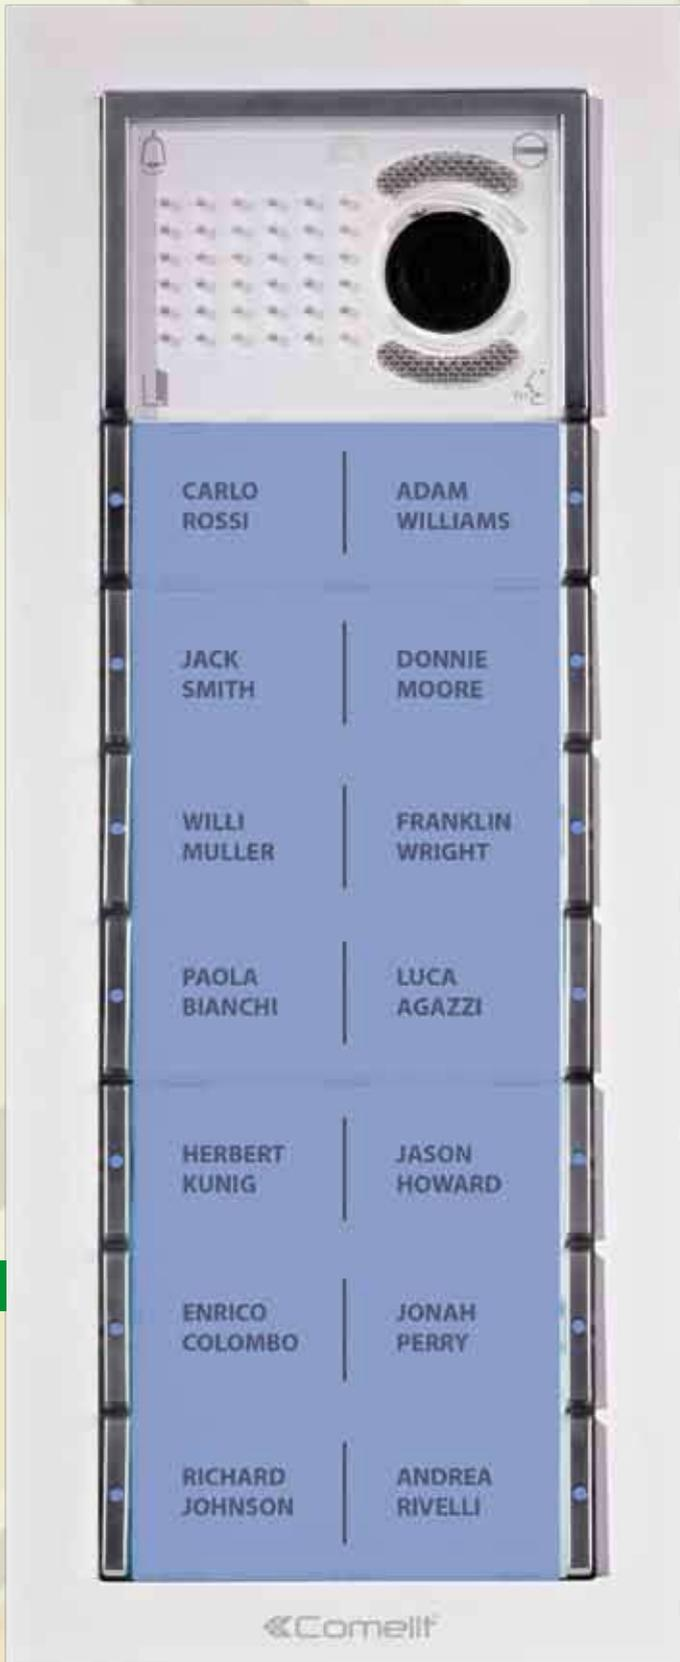 CARLO
ROSSI
ADAM
WILLIAMS
JACK
SMITH
DONNIE
MOORE
WILLI
MULLER
FRANKLIN
WRIGHT
PAOLA
BIANCHI
LUCA
AGAZZI
HERBERT
KUNIG
JASON
HOWARD
ENRICO
COLOMBO
JONAH
PERRY
RICHARD
JOHNSON
ANDREA
RIVELLI
Comelit